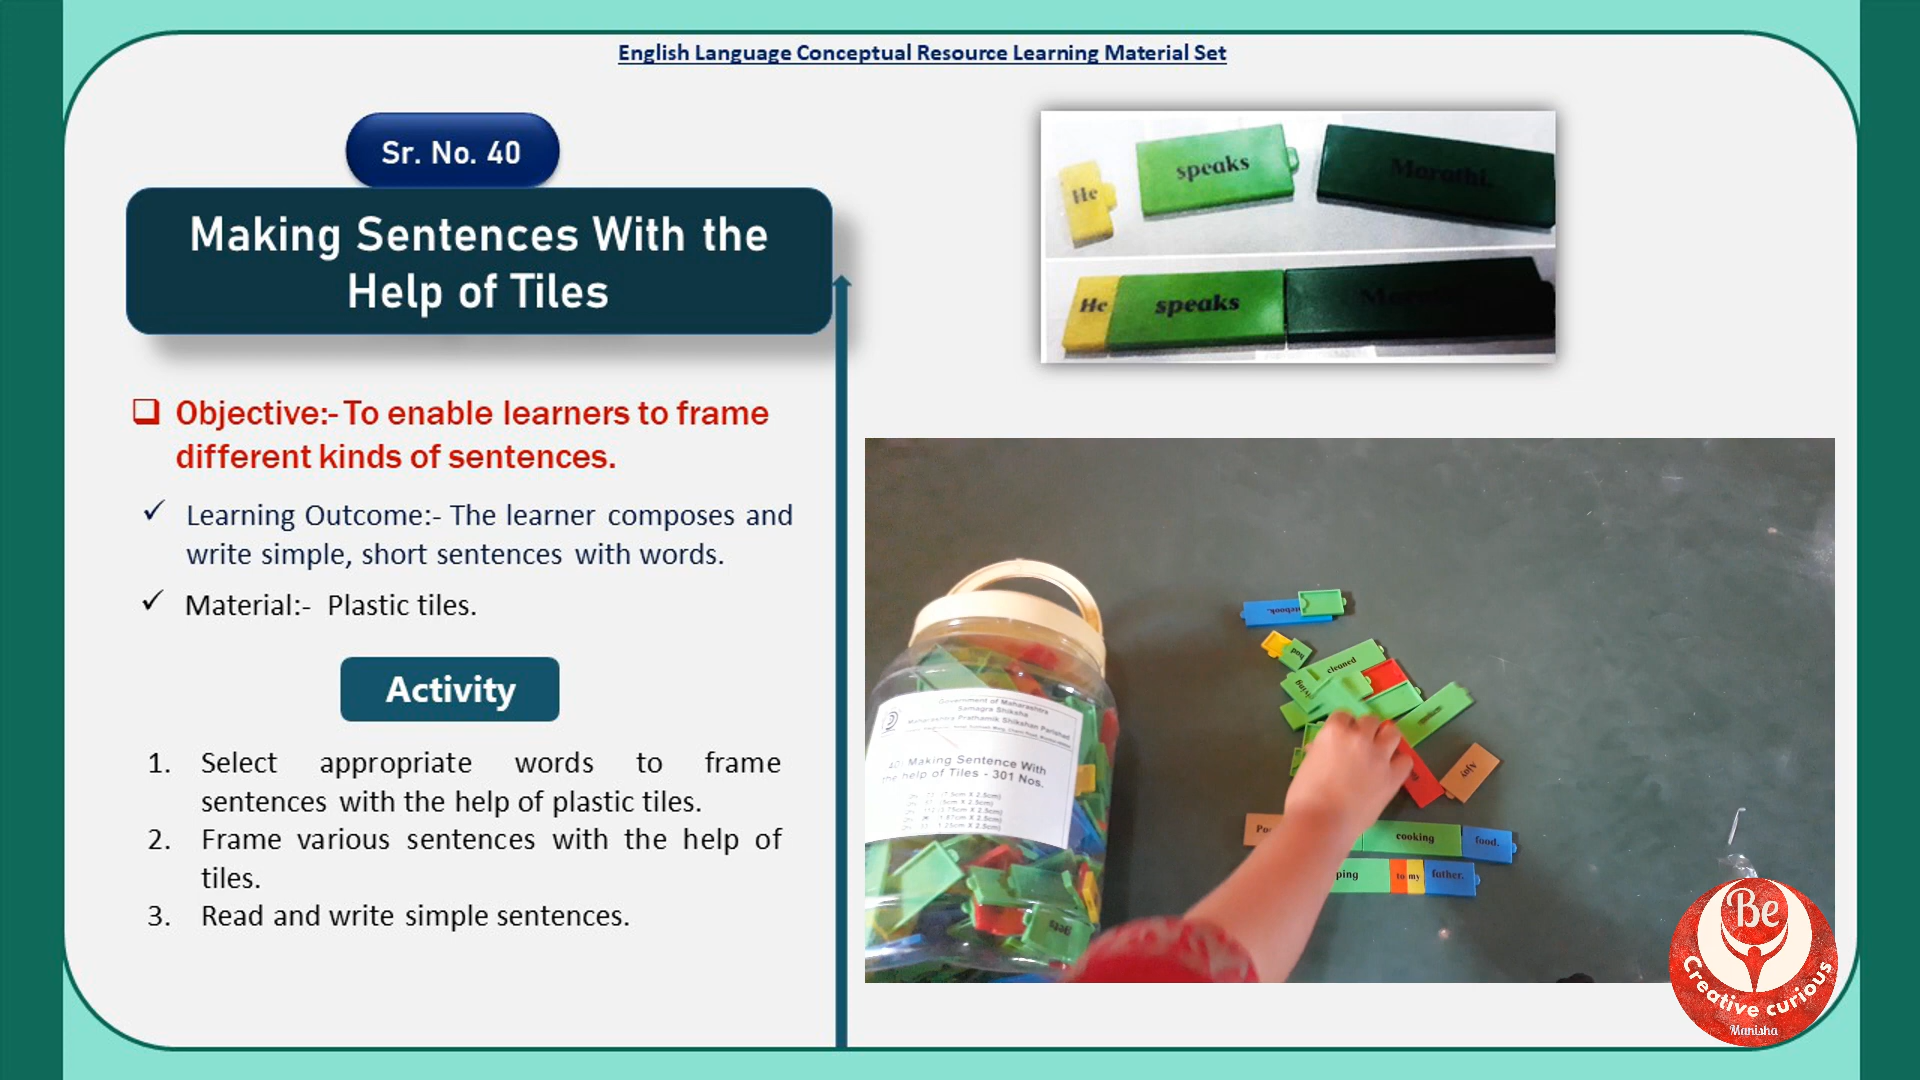 English Language Conceptual Resource Learning Material Set
Sr. No. 40
Making Sentences With the
Help of Tiles
Objective:- To enable learners to frame
different kinds of sentences.
Learning Outcome:- The learner composes and
write simple, short sentences with words.
Material:- Plastic tiles.
Activity
1. Select appropriate words to frame
sentences with the help of plastic tiles.
2. Frame various sentences with the help of
tiles.
3. Read and write simple sentences.
He speaks Marathi.
He speaks
Government of Maharashtra
Samagra Shiksha
Maharashtra Prathamik Shikshan Parishad
40. Making Sentence With
the help of Tiles - 301 Nos.
gets
had
cleaned
Ajoy
cooking food.
ping to my father.
Be
Creative curious
Manisha